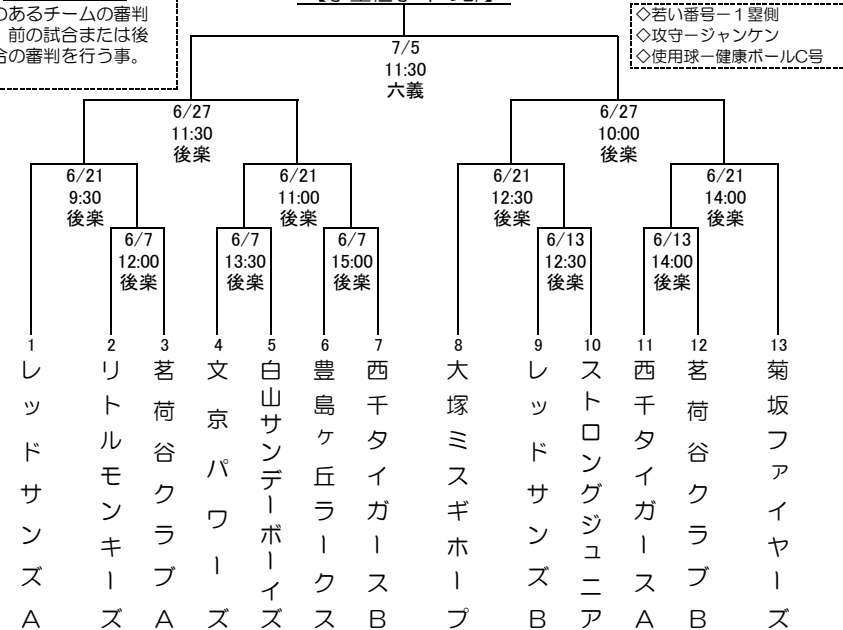 のあるチームの審判
前の試合または後
合の審判を行う事。
◇若い番号－１塁側
◇攻守－ジャンケン
◇使用球－健康ボールC号
7/5
11:30
六義
6/27
11:30
後楽
6/27
10:00
後楽
6/21
9:30
後楽
6/21
11:00
後楽
6/21
12:30
後楽
6/21
14:00
後楽
6/7
12:00
後楽
6/7
13:30
後楽
6/7
15:00
後楽
6/13
12:30
後楽
6/13
14:00
後楽
1
レッドサンズA
2
リトルモンキーズ
3
茗荷谷クラブA
4
文京パワーズ
5
白山サンデーボーイズ
6
豊島ヶ丘ラークス
7
西千タイガースB
8
大塚ミスギホープ
9
レッドサンズB
10
ストロングジュニア
11
西千タイガースA
12
茗荷谷クラブB
13
菊坂ファイヤーズ